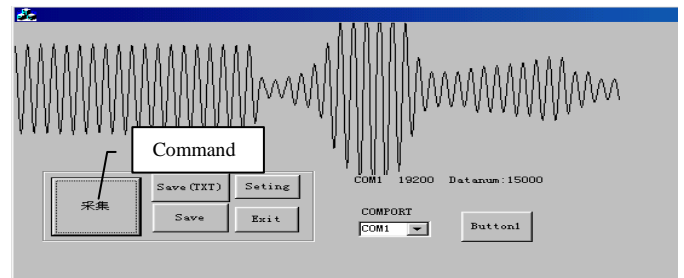 Command
COM1 19200 Datanum:15000
采集
Save(TXT)
Seting
Save
Exit
COMPORT
COM1
Button1